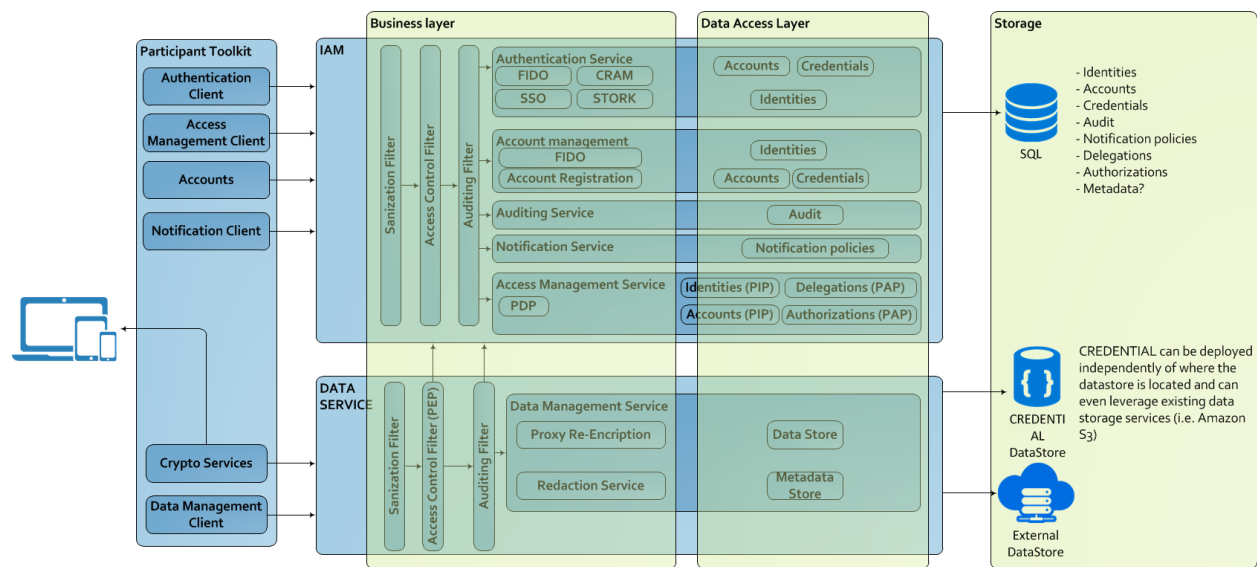 Participant Toolkit
Authentication
Client
Access
Management Client
Accounts
Notification Client
Crypto Services
Data Management
Client
Business layer
Data Access Layer
IAM
Sanization Filter
Access Control Filter
Auditing Filter
Authentication Service
FIDO
CRAM
SSO
STORK
Accounts
Credentials
Identities
Account management
FIDO
Account Registration
Identities
Accounts
Credentials
Auditing Service
Audit
Notification Service
Notification policies
Access Management Service
PDP
Identities (PIP)
Delegations (PAP)
Accounts (PIP)
Authorizations (PAP)
DATA
SERVICE
Sanization Filter
Access Control Filter (PEP)
Auditing Filter
Data Management Service
Proxy Re-Encription
Redaction Service
Data Store
Metadata
Store
Storage
SQL
- Identities
- Accounts
- Credentials
- Audit
- Notification policies
- Delegations
- Authorizations
- Metadata?
{ }
CREDENTI
AL
DataStore
CREDENTIAL can be deployed
independently of where the
datastore is located and can
even leverage existing data
storage services (i.e. Amazon
S3)
External
DataStore